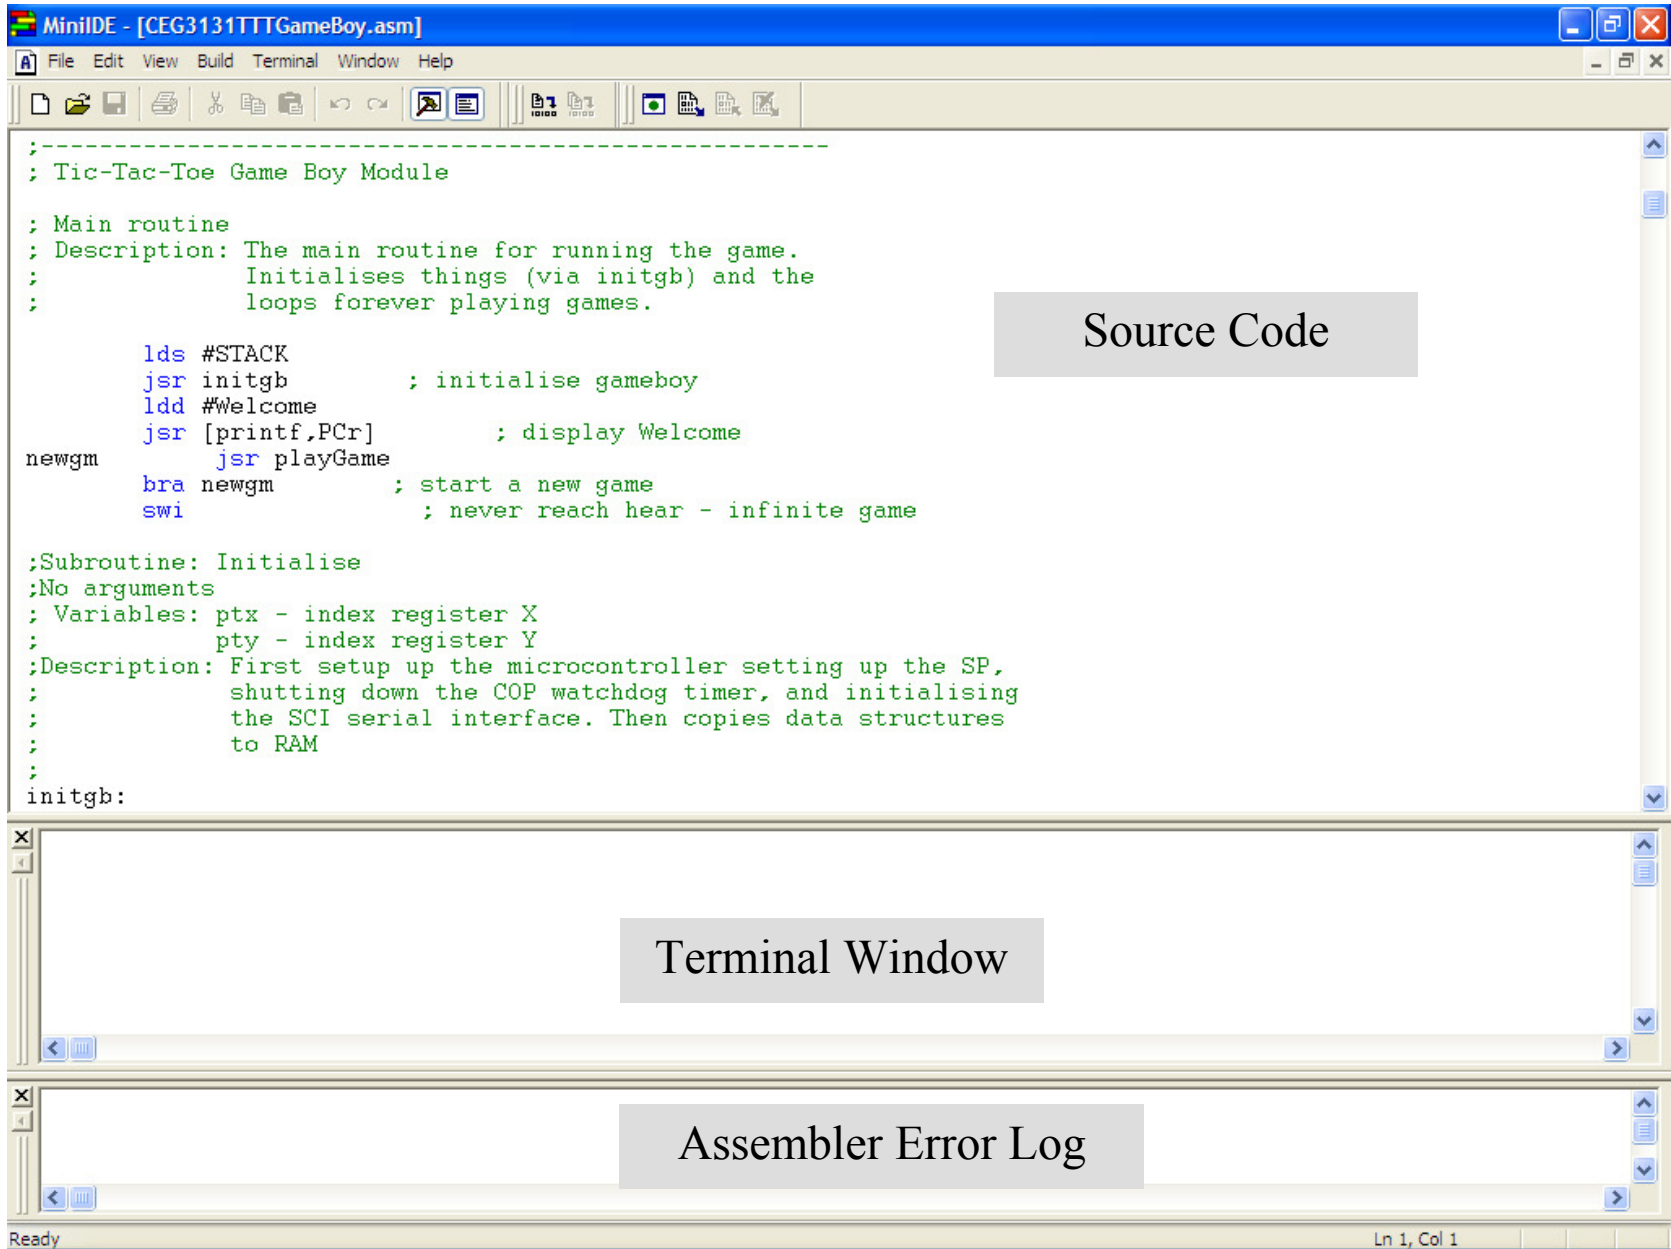 MiniIDE - [CEG3131TTTGameBoy.asm]
File Edit View Build Terminal Window Help
;------------------------------------------------------
; Tic-Tac-Toe Game Boy Module
; Main routine
; Description: The main routine for running the game.
;              Initialises things (via initgb) and the
;              loops forever playing games.
Source Code
        lds #STACK
        jsr initgb        ; initialise gameboy
        ldd #Welcome
        jsr [printf,PCr]        ; display Welcome
newgm        jsr playGame
        bra newgm        ; start a new game
        swi                ; never reach hear - infinite game
;Subroutine: Initialise
;No arguments
; Variables: ptx - index register X
;            pty - index register Y
;Description: First setup up the microcontroller setting up the SP,
;             shutting down the COP watchdog timer, and initialising
;             the SCI serial interface. Then copies data structures
;             to RAM
;
initgb:
Terminal Window
Assembler Error Log
Ready Ln 1, Col 1